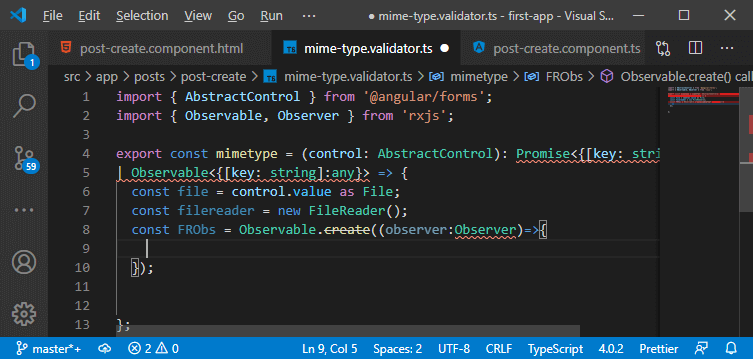 File Edit Selection View Go Run ··· ● mime-type.validator.ts - first-app - Visual S...
post-create.component.html mime-type.validator.ts ● post-create.component.ts
src > app > posts > post-create > mime-type.validator.ts > mimetype > FRObs > Observable.create() call
1 import { AbstractControl } from '@angular/forms';
2 import { Observable, Observer } from 'rxjs';
3
4 export const mimetype = (control: AbstractControl): Promise<{[key: stri
5 | Observable<{[key: string]:any}> => {
6 const file = control.value as File;
7 const filereader = new FileReader();
8 const FRObs = Observable.create((observer:Observer)=>{
9
10 });
11
12
13 };
1
59
master*+ 2 0 Ln 9, Col 5 Spaces: 2 UTF-8 CRLF TypeScript 4.0.2 Prettier